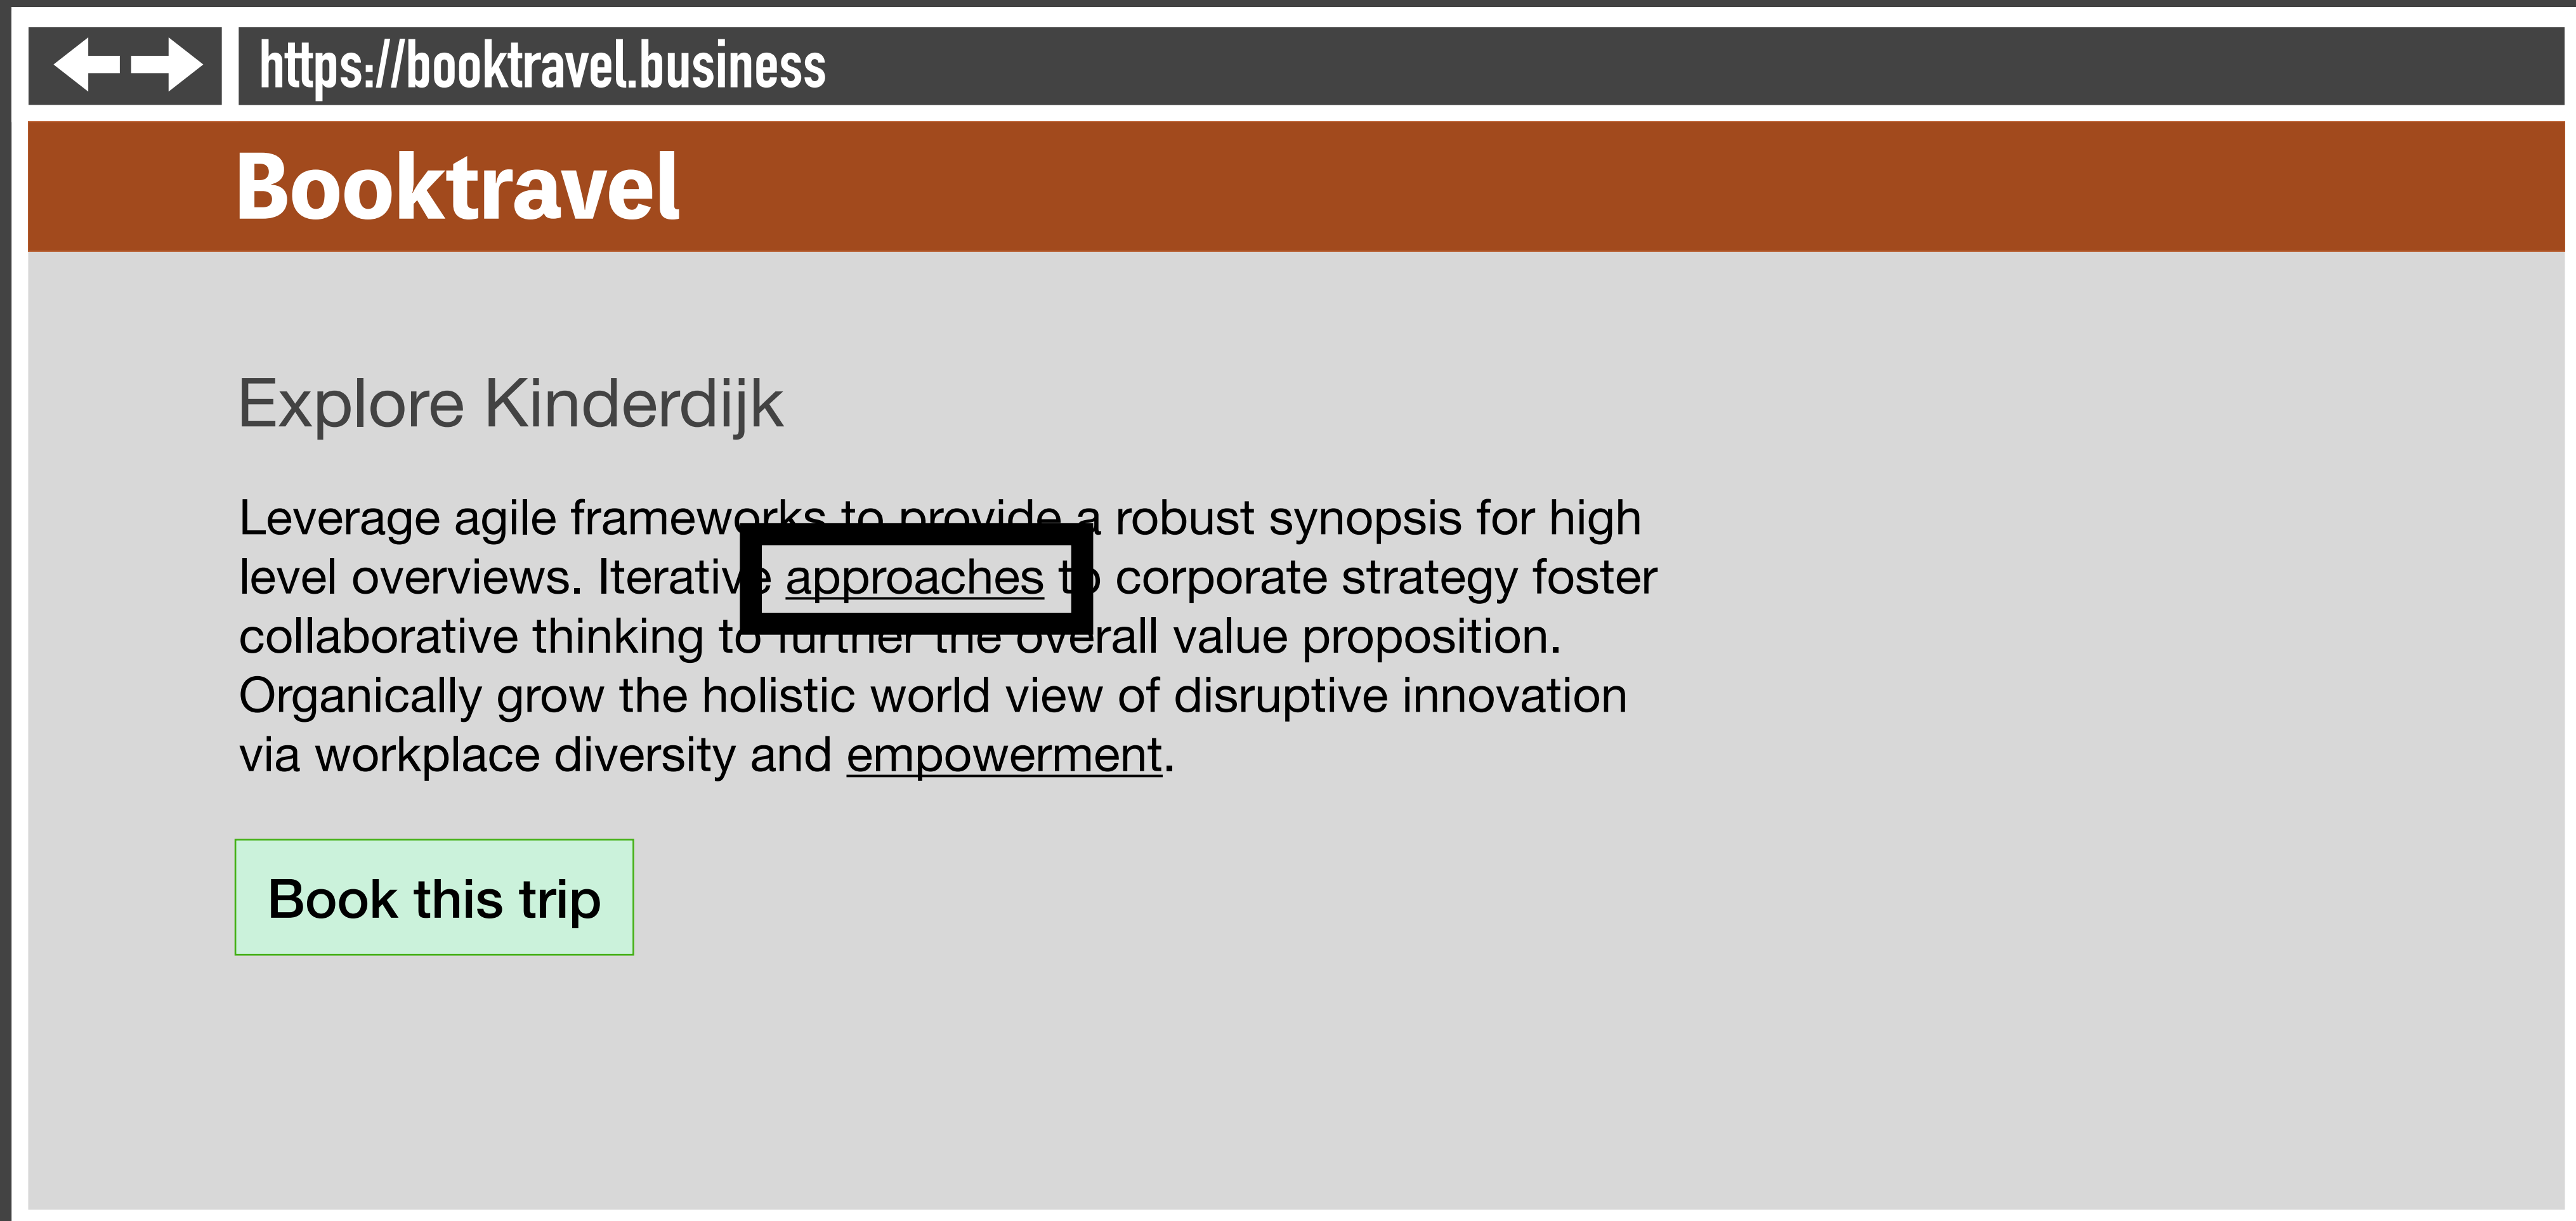 https://booktravel.business
Booktravel
Explore Kinderdijk
Leverage agile frameworks to provide a robust synopsis for high
level overviews. Iterative approaches to corporate strategy foster
collaborative thinking to further the overall value proposition.
Organically grow the holistic world view of disruptive innovation
via workplace diversity and empowerment.
Book this trip